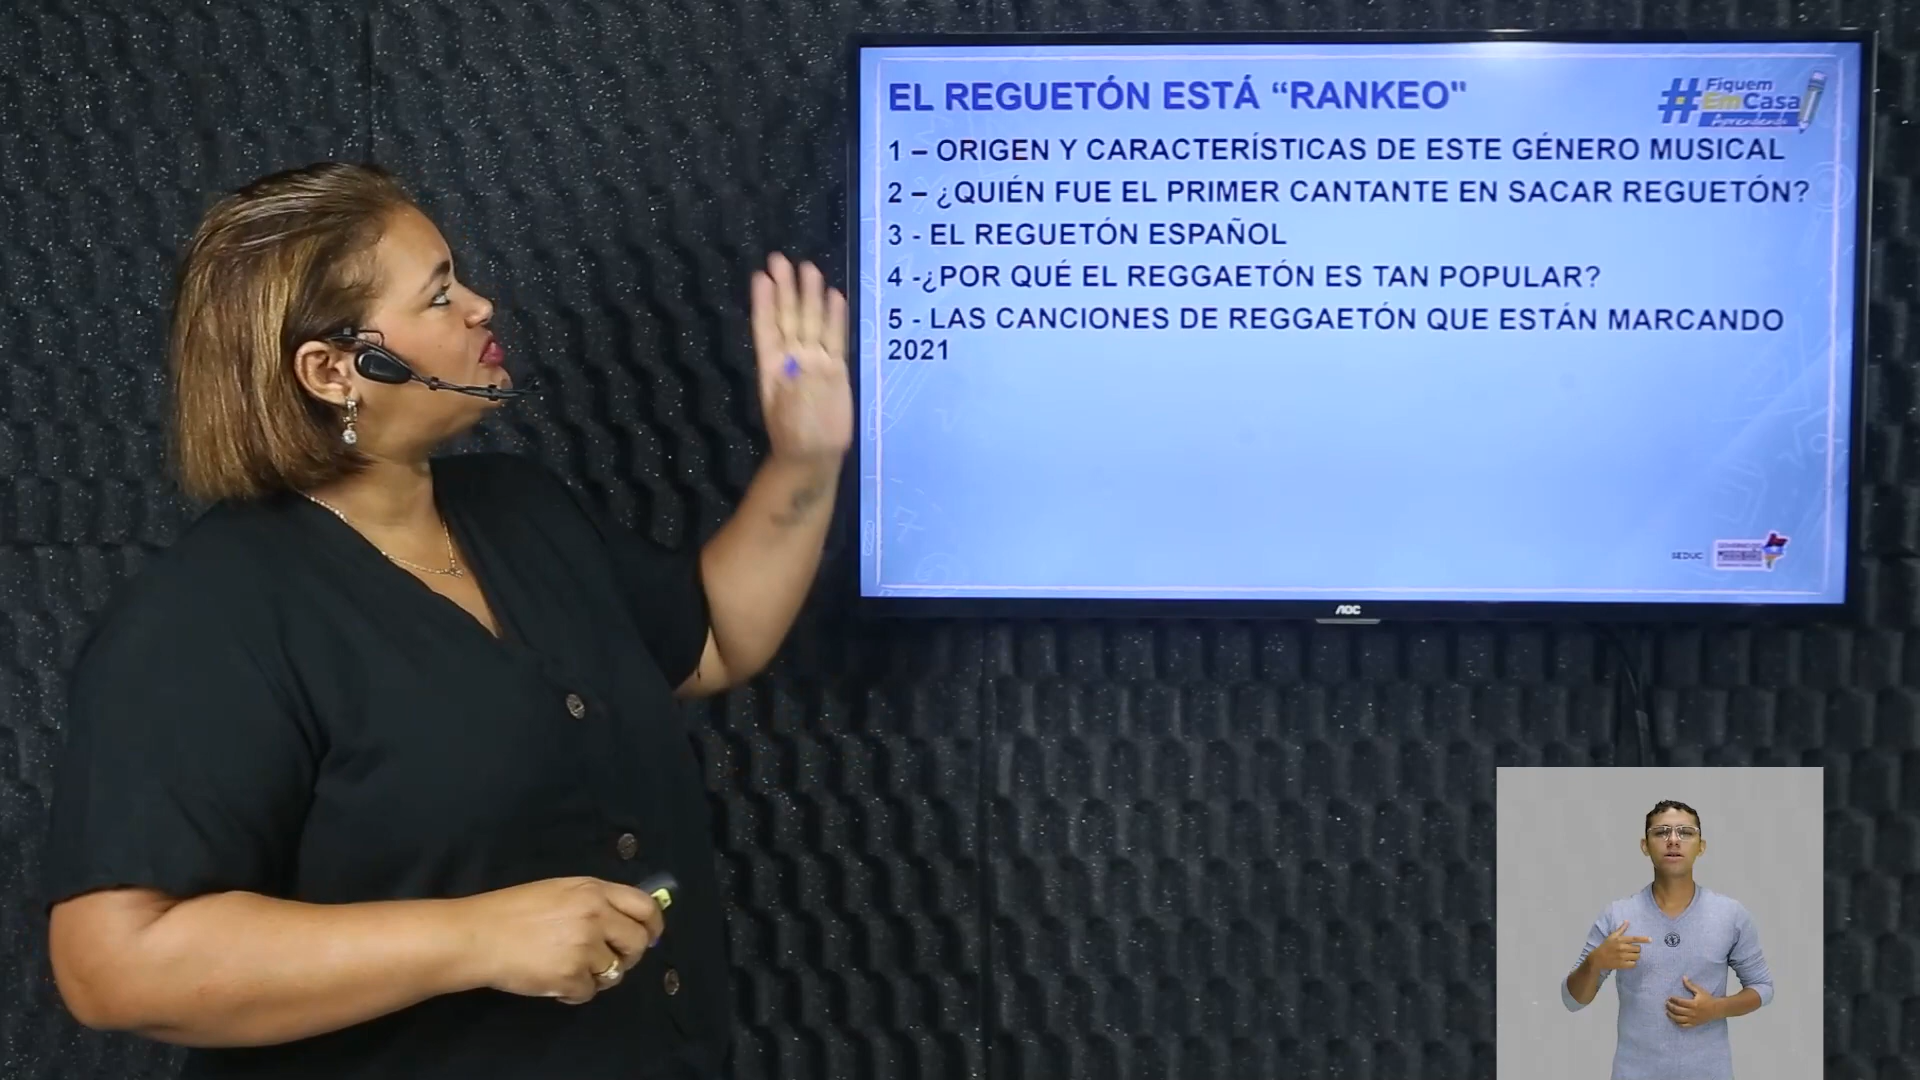 EL REGUETÓN ESTÁ “RANKEO"
#Fiquem
EmCasa
Aprendendo
1 – ORIGEN Y CARACTERÍSTICAS DE ESTE GÉNERO MUSICAL
2 – ¿QUIÉN FUE EL PRIMER CANTANTE EN SACAR REGUETÓN?
3 - EL REGUETÓN ESPAÑOL
4 -¿POR QUÉ EL REGGAETÓN ES TAN POPULAR?
5 - LAS CANCIONES DE REGGAETÓN QUE ESTÁN MARCANDO
2021
SEDUC
AOC